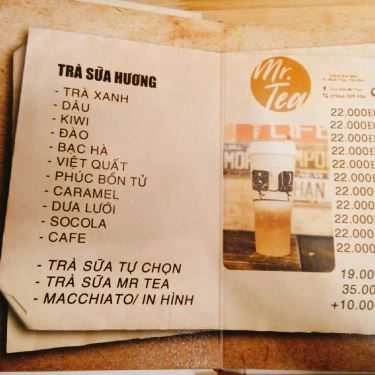 TRÀ SỮA HƯƠNG
- TRÀ XANH
- DÂU
- KIWI
- ĐÀO
- BẠC HÀ
- VIỆT QUẤT
- PHÚC BỒN TỬ
- CARAMEL
- DƯA LƯỚI
- SOCOLA
- CAFE
- TRÀ SỮA TỰ CHỌN
- TRÀ SỮA MR TEA
- MACCHIATO/ IN HÌNH
Mr.
Tea
22.000Đ
22.000Đ
22.000
22.000
22.000
22.000
22.000
22.000
22.000
22.000
22.000
19.000
35.000
+10.000